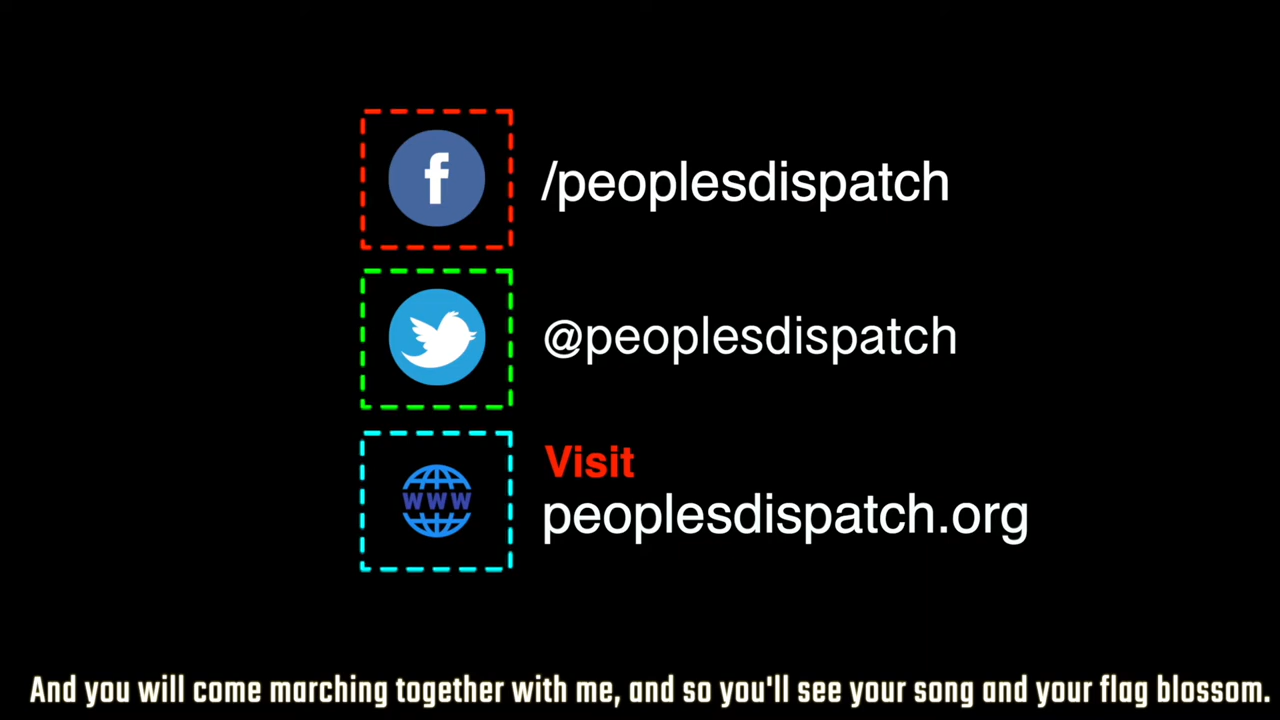 f
/peoplesdispatch
@peoplesdispatch
Visit
www
peoplesdispatch.org
And you will come marching together with me, and so you'll see your song and your flag blossom.